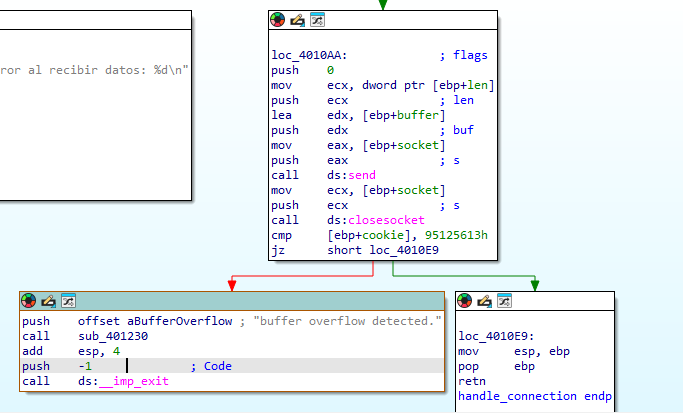 ror al recibir datos: %d\n"
loc_4010AA: ; flags
push 0
mov ecx, dword ptr [ebp+len]
push ecx ; len
lea edx, [ebp+buffer]
push edx ; buf
mov eax, [ebp+socket]
push eax ; s
call ds:send
mov ecx, [ebp+socket]
push ecx ; s
call ds:closesocket
cmp [ebp+cookie], 95125613h
jz short loc_4010E9
push offset aBufferOverflow ; "buffer overflow detected."
call sub_401230
add esp, 4
push -1 ; Code
call ds:__imp_exit
loc_4010E9:
mov esp, ebp
pop ebp
retn
handle_connection endp